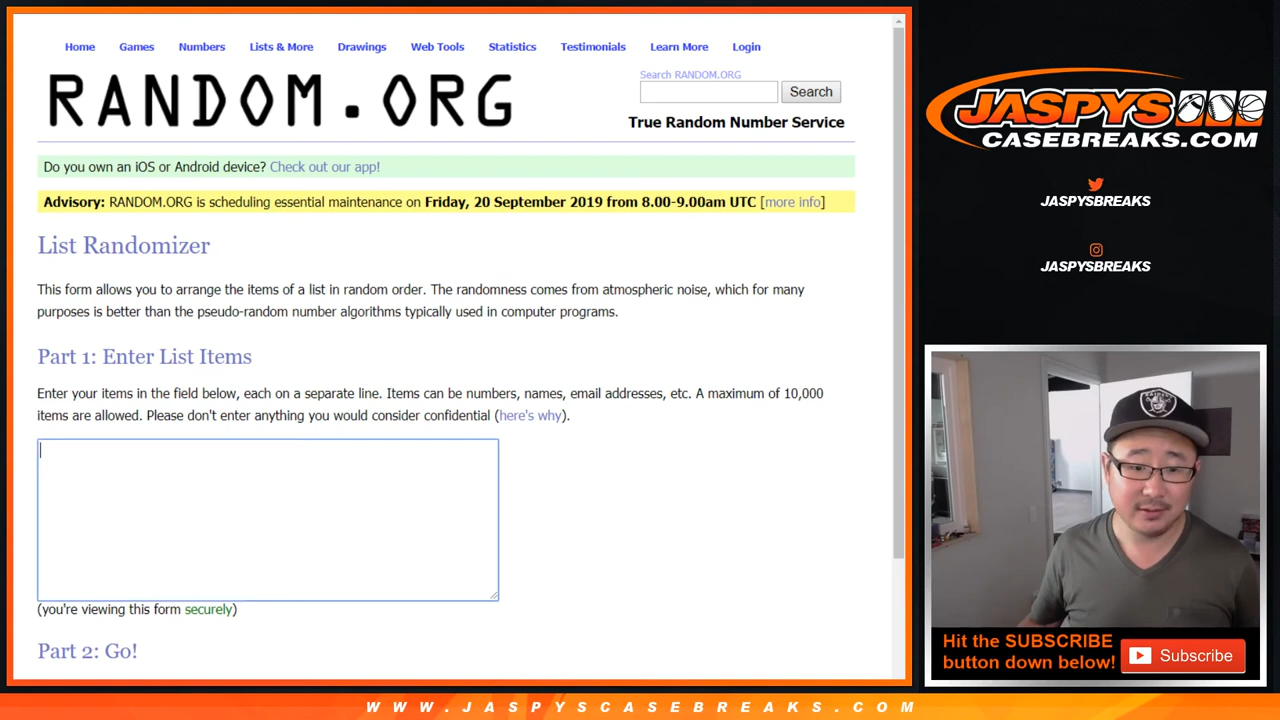 Home Games Numbers Lists & More Drawings Web Tools Statistics Testimonials Learn More Login
RANDOM.ORG
Search RANDOM.ORG
Search
True Random Number Service
Do you own an iOS or Android device? Check out our app!
Advisory: RANDOM.ORG is scheduling essential maintenance on Friday, 20 September 2019 from 8.00-9.00am UTC [more info]
List Randomizer
This form allows you to arrange the items of a list in random order. The randomness comes from atmospheric noise, which for many
purposes is better than the pseudo-random number algorithms typically used in computer programs.
Part 1: Enter List Items
Enter your items in the field below, each on a separate line. Items can be numbers, names, email addresses, etc. A maximum of 10,000
items are allowed. Please don't enter anything you would consider confidential (here's why).
(you're viewing this form securely)
Part 2: Go!
JASPYS
CASEBREAKS.COM
JASPYSBREAKS
JASPYSBREAKS
RAIDERS
Hit the SUBSCRIBE
button down below!
Subscribe
WWW.JASPYSCASEBREAKS.COM